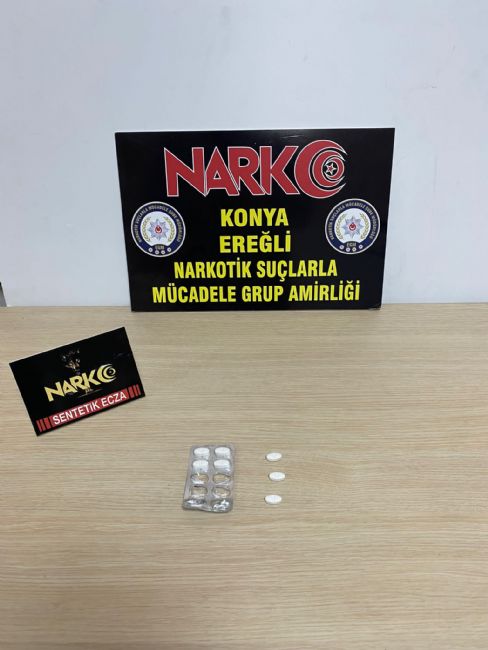 NARKO
KONYA
EREĞLİ
NARKOTİK SUÇLARLA
MÜCADELE GRUP AMİRLİĞİ
NARKO
SENTETİK ECZA